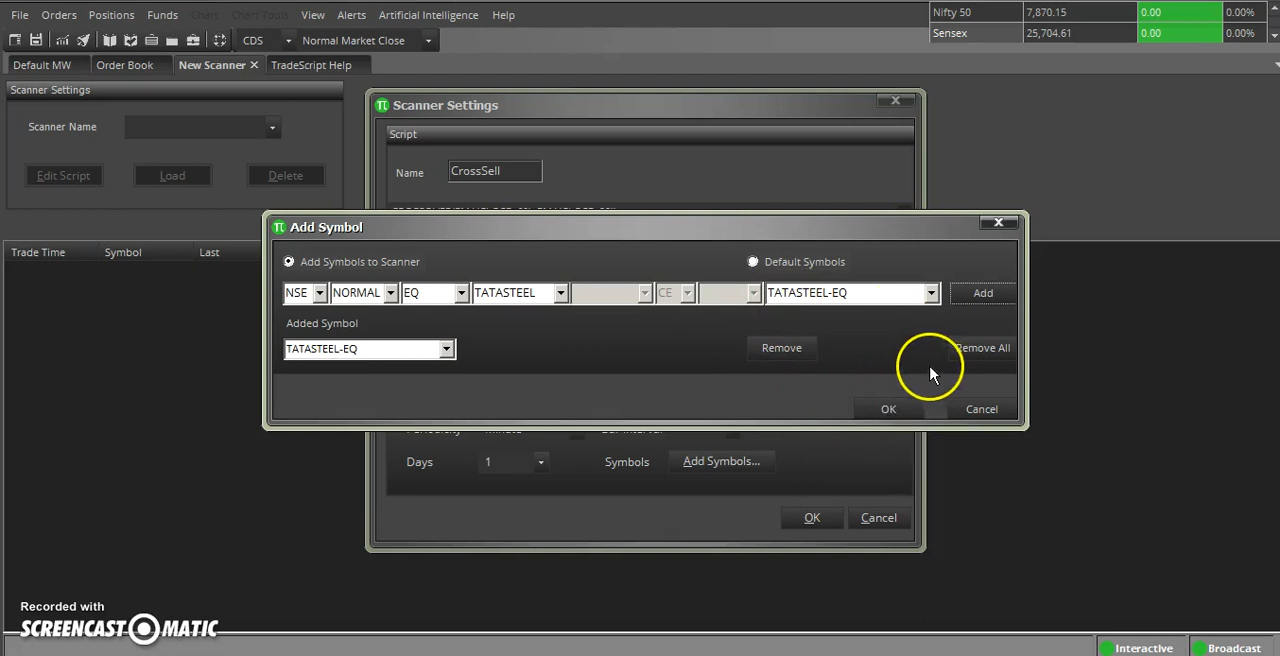 File Orders Positions Funds Chart Chart Tools View Alerts Artificial Intelligence Help
Nifty 50 7,870.15 0.00 0.00%
Sensex 25,704.61 0.00 0.00%
CDS Normal Market Close
Default MW Order Book New Scanner TradeScript Help
Scanner Settings
Scanner Name
Edit Script Load Delete
Trade Time Symbol Last
Scanner Settings
Script
Name CrossSell
Add Symbol
Add Symbols to Scanner Default Symbols
NSE NORMAL EQ TATASTEEL CE TATASTEEL-EQ Add
Added Symbol
TATASTEEL-EQ Remove Remove All
OK Cancel
Days 1 Symbols Add Symbols...
OK Cancel
Recorded with
SCREENCAST-O-MATIC
Interactive Broadcast